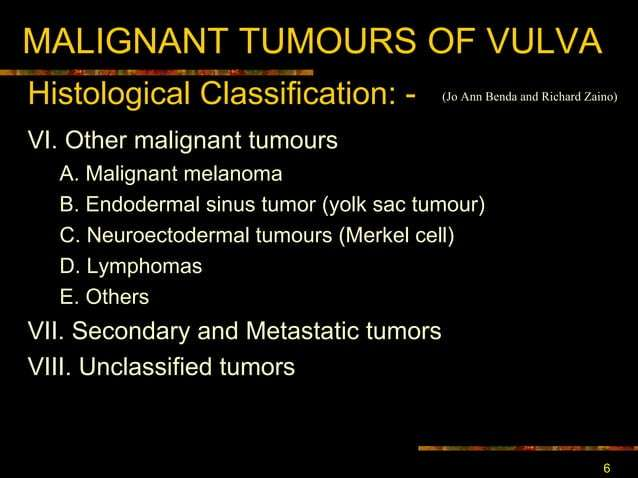 MALIGNANT TUMOURS OF VULVA
Histological Classification: - (Jo Ann Benda and Richard Zaino)
VI. Other malignant tumours
A. Malignant melanoma
B. Endodermal sinus tumor (yolk sac tumour)
C. Neuroectodermal tumours (Merkel cell)
D. Lymphomas
E. Others
VII. Secondary and Metastatic tumors
VIII. Unclassified tumors
6